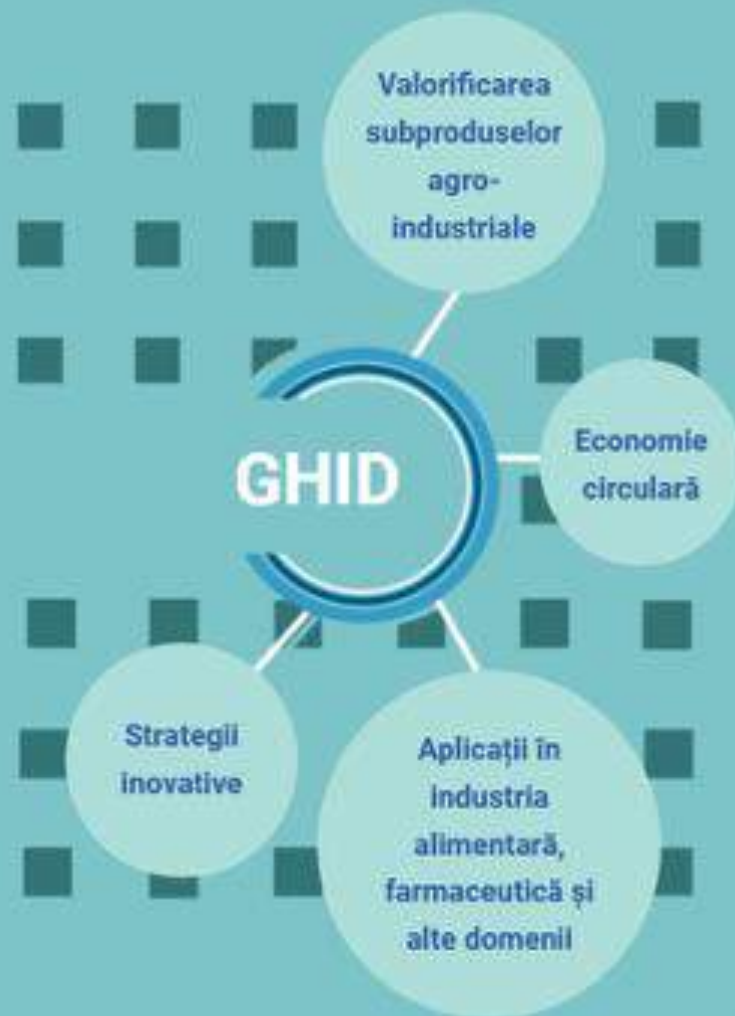 Valorificarea
subproduselor
agro-
industriale
Economie
circulară
GHID
Strategii
inovative
Aplicații în
industria
alimentară,
farmaceutică și
alte domenii